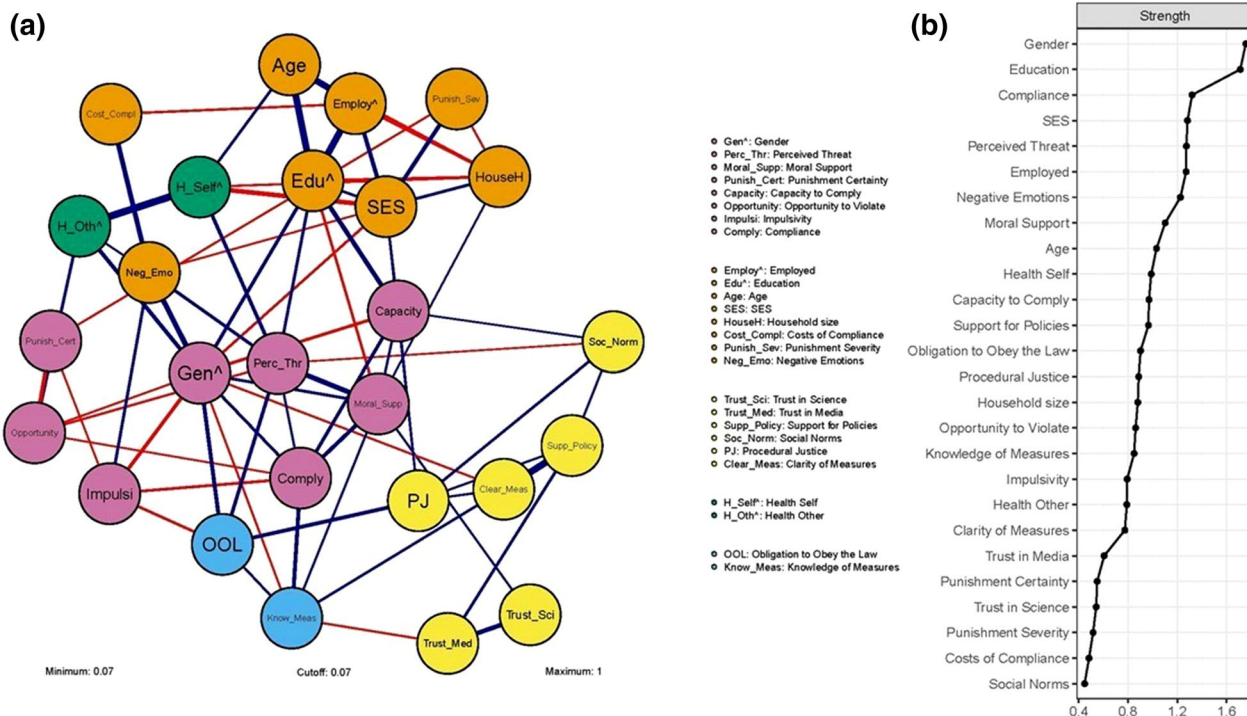 (a)
Age
Employ^
Punish_Sev
Cost_Compl
H_Self^
Edu^
HouseH
SES
H_Oth^
Neg_Emo
Capacity
Punish_Cert
Soc_Norm
Perc_Thr
Gen^
Moral_Supp
Opportunity
Supp_Policy
Comply
Impulsi
Clear_Meas
PJ
OOL
Know_Meas
Trust_Sci
Trust_Med
Minimum: 0.07
Cutoff: 0.07
Maximum: 1
Gen^: Gender
Perc_Thr: Perceived Threat
Moral_Supp: Moral Support
Punish_Cert: Punishment Certainty
Capacity: Capacity to Comply
Opportunity: Opportunity to Violate
Impulsi: Impulsivity
Comply: Compliance
Employ^: Employed
Edu^: Education
Age: Age
SES: SES
HouseH: Household size
Cost_Compl: Costs of Compliance
Punish_Sev: Punishment Severity
Neg_Emo: Negative Emotions
Trust_Sci: Trust in Science
Trust_Med: Trust in Media
Supp_Policy: Support for Policies
Soc_Norm: Social Norms
PJ: Procedural Justice
Clear_Meas: Clarity of Measures
H_Self^: Health Self
H_Oth^: Health Other
OOL: Obligation to Obey the Law
Know_Meas: Knowledge of Measures
(b)
Strength
Gender
Education
Compliance
SES
Perceived Threat
Employed
Negative Emotions
Moral Support
Age
Health Self
Capacity to Comply
Support for Policies
Obligation to Obey the Law
Procedural Justice
Household size
Opportunity to Violate
Knowledge of Measures
Impulsivity
Health Other
Clarity of Measures
Trust in Media
Punishment Certainty
Trust in Science
Punishment Severity
Costs of Compliance
Social Norms
0.4 0.8 1.2 1.6